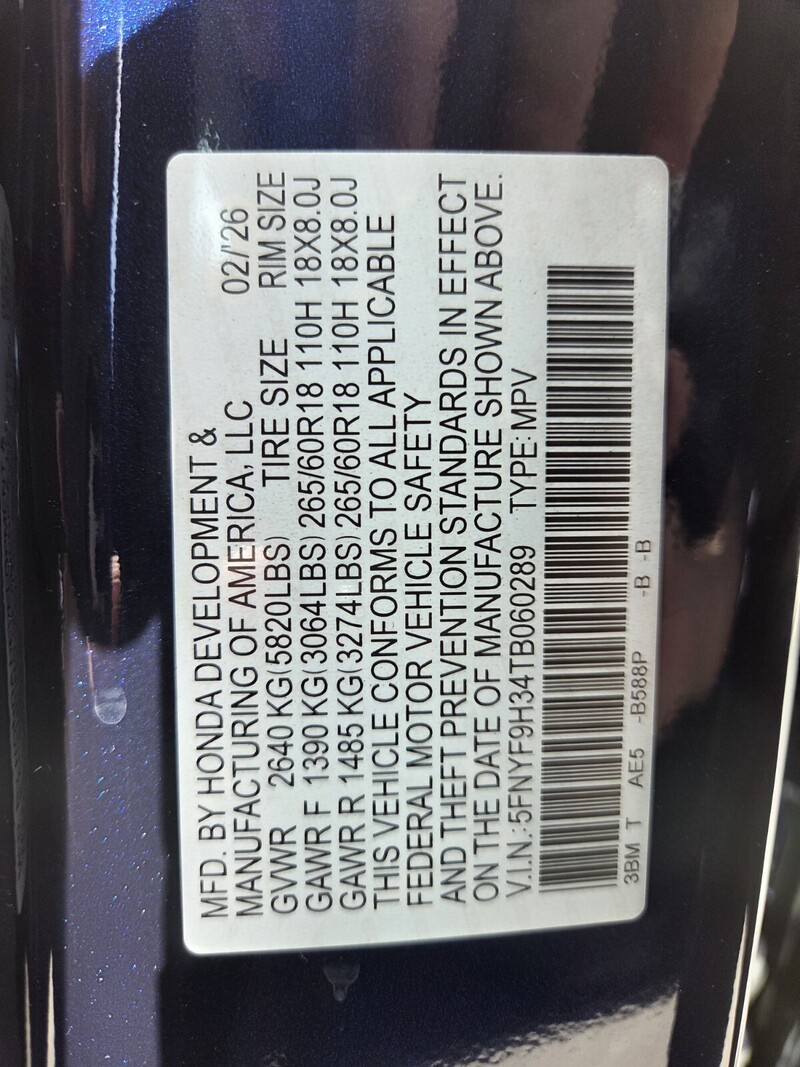 MFD. BY HONDA DEVELOPMENT &
MANUFACTURING OF AMERICA, LLC 02/'26
GVWR 2640 KG(5820LBS) TIRE SIZE RIM SIZE
GAWR F 1390 KG(3064LBS) 265/60R18 110H 18X8.0J
GAWR R 1485 KG(3274LBS) 265/60R18 110H 18X8.0J
THIS VEHICLE CONFORMS TO ALL APPLICABLE
FEDERAL MOTOR VEHICLE SAFETY
AND THEFT PREVENTION STANDARDS IN EFFECT
ON THE DATE OF MANUFACTURE SHOWN ABOVE.
V.I.N.:5FNYF9H34TB060289 TYPE:MPV
3BM T AE5 -B588P -B -B